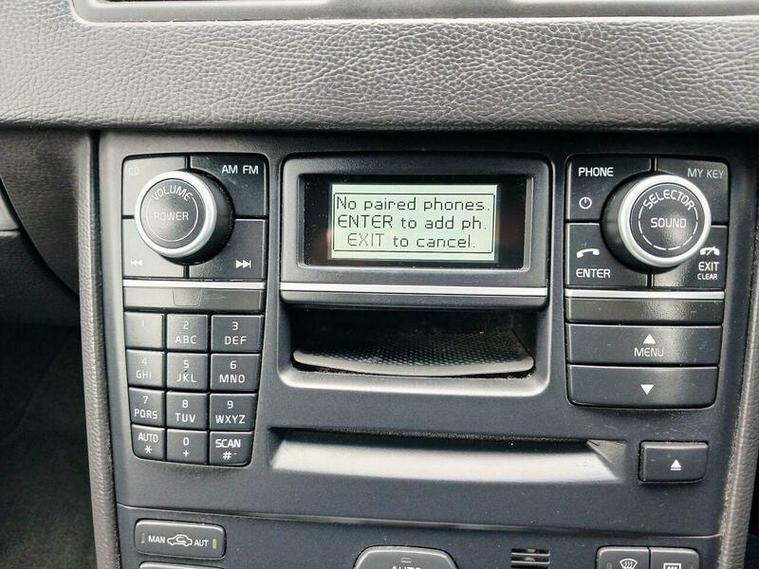 CD
AM FM
VOLUME
POWER
No paired phones.
ENTER to add ph.
EXIT to cancel.
PHONE
MY KEY
SELECTOR
SOUND
ENTER
EXIT
CLEAR
1
2
ABC
3
DEF
4
GHI
5
JKL
6
MNO
7
PQRS
8
TUV
9
WXYZ
AUTO
*
0
+
SCAN
#
MENU
MAN
AUT
AUTO